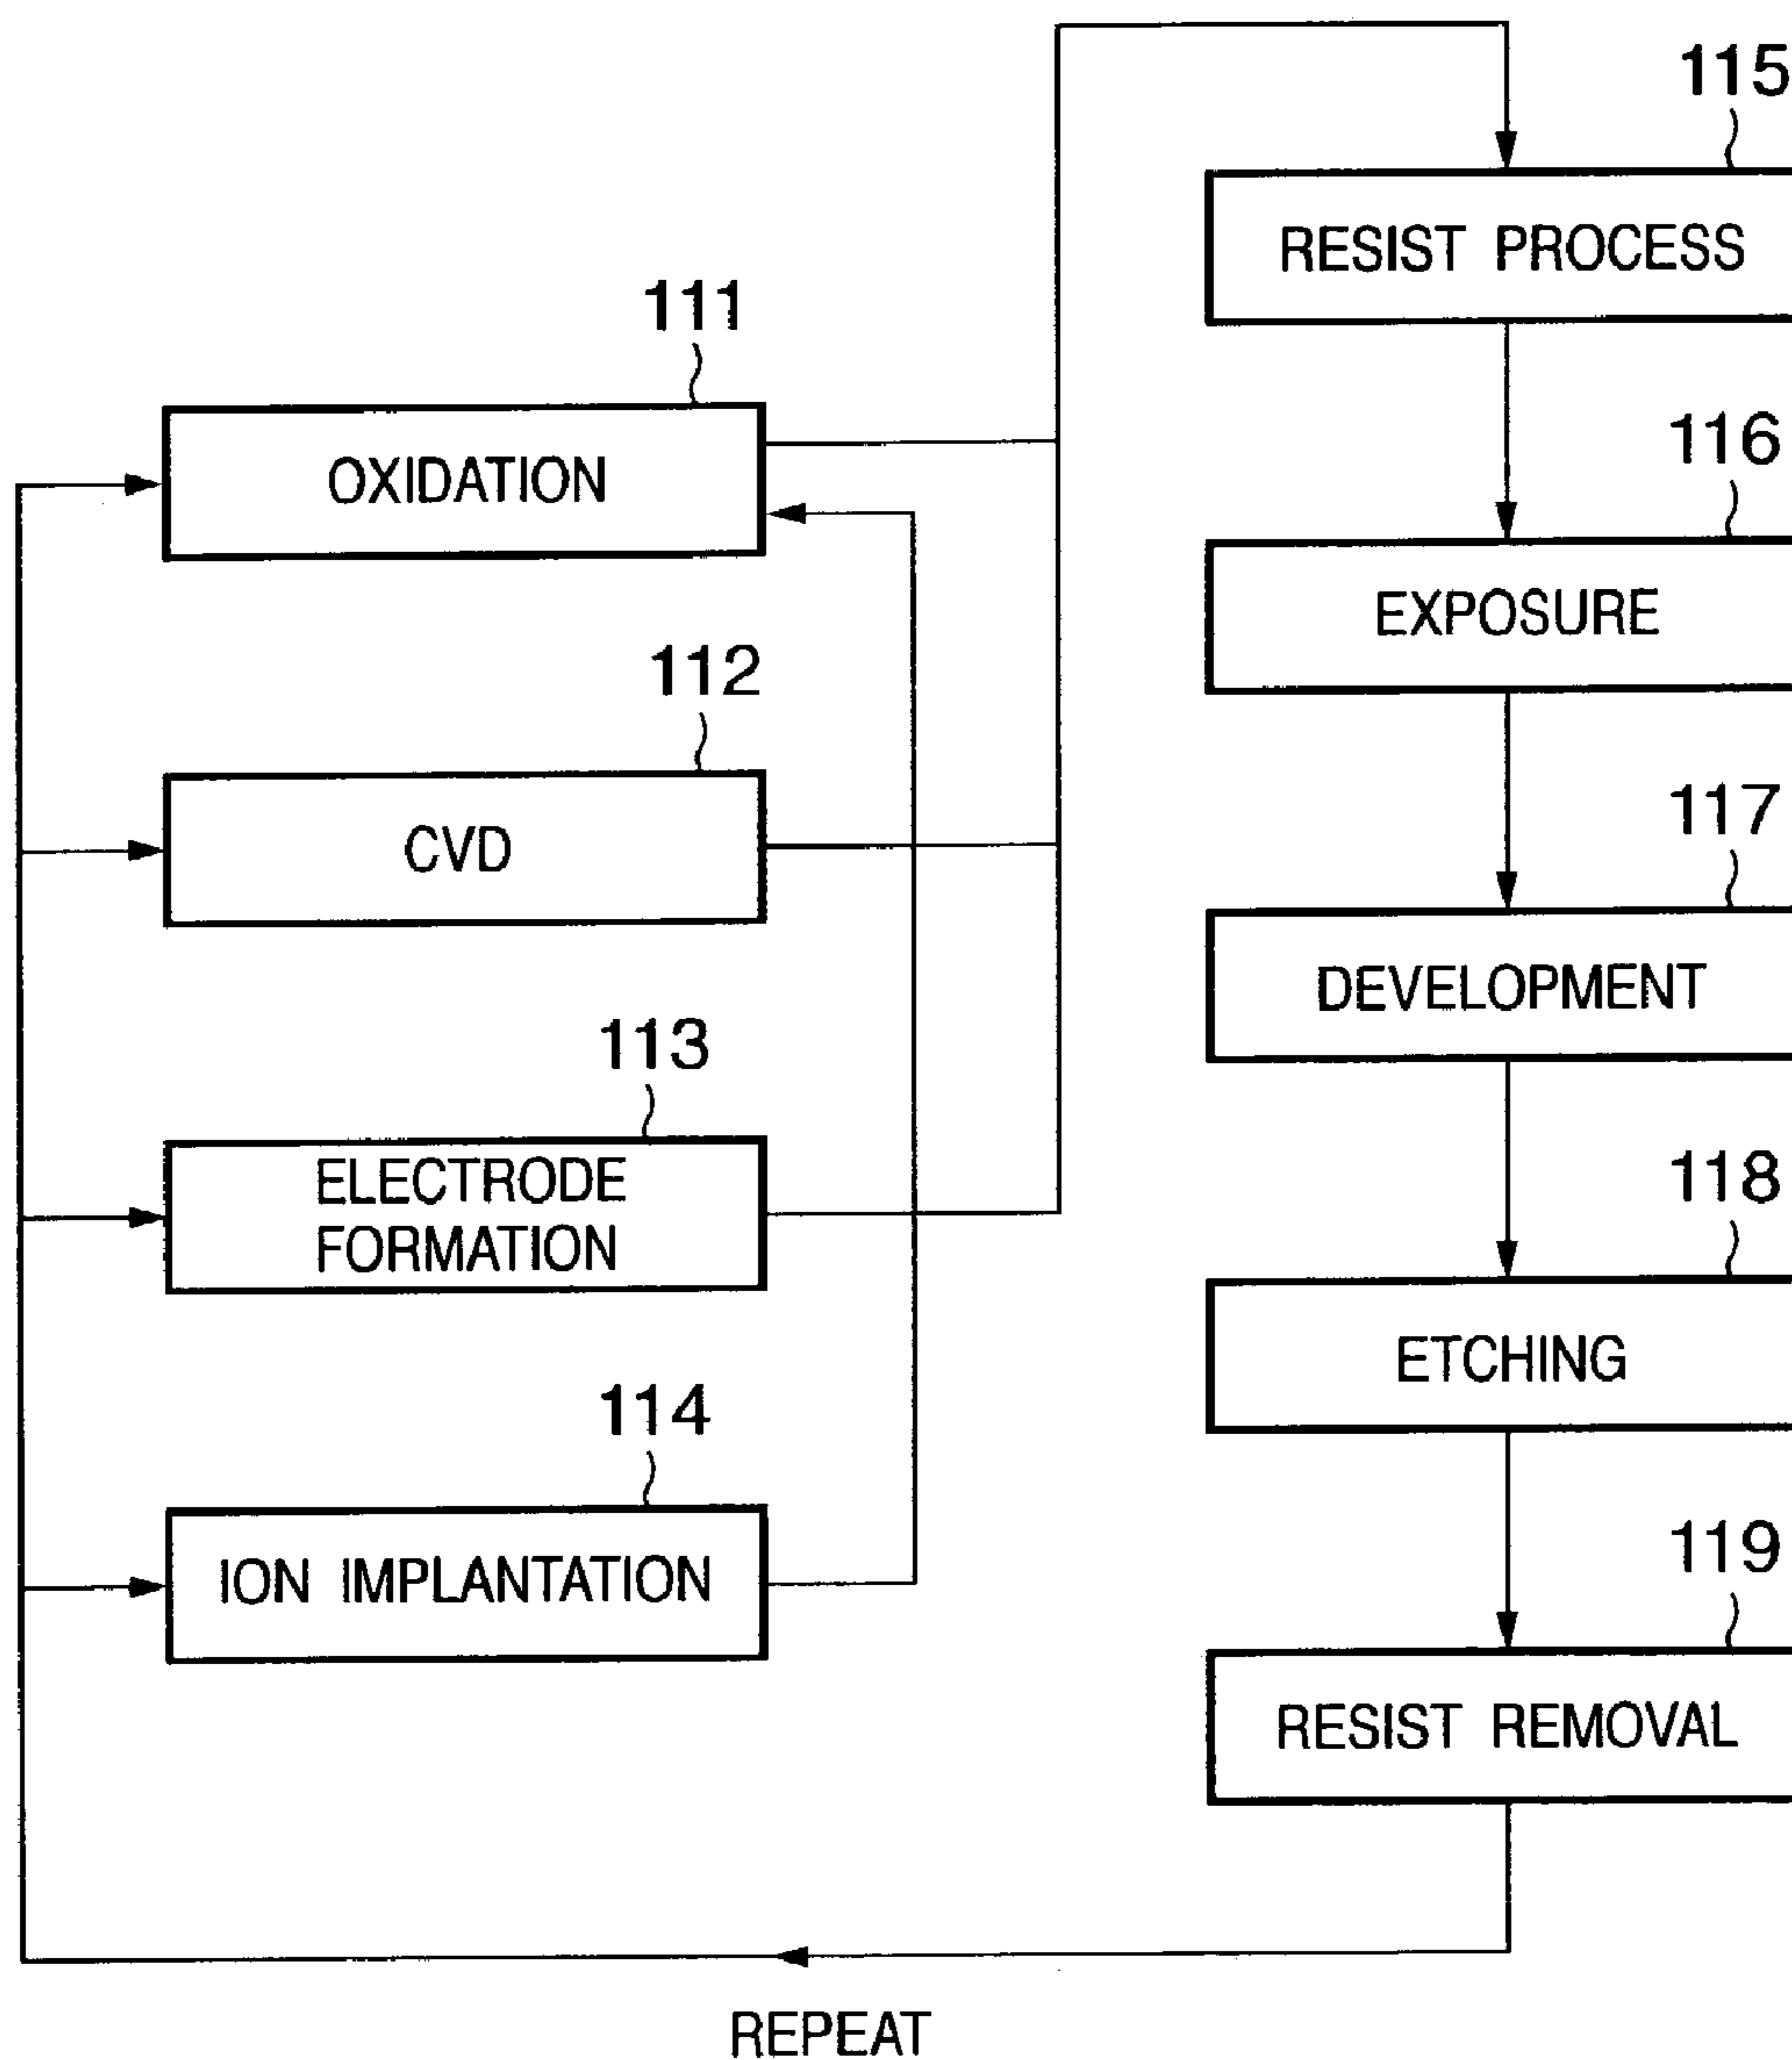 111
OXIDATION
112
CVD
113
ELECTRODE
FORMATION
114
ION IMPLANTATION
115
RESIST PROCESS
116
EXPOSURE
117
DEVELOPMENT
118
ETCHING
119
RESIST REMOVAL
REPEAT